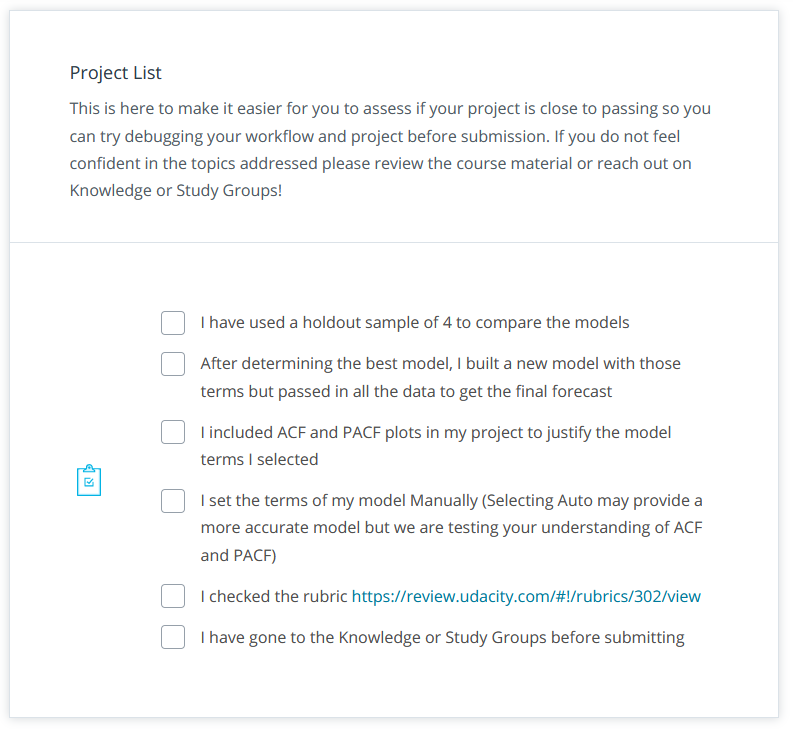 Project List
This is here to make it easier for you to assess if your project is close to passing so you
can try debugging your workflow and project before submission. If you do not feel
confident in the topics addressed please review the course material or reach out on
Knowledge or Study Groups!
I have used a holdout sample of 4 to compare the models
After determining the best model, I built a new model with those
terms but passed in all the data to get the final forecast
I included ACF and PACF plots in my project to justify the model
terms I selected
I set the terms of my model Manually (Selecting Auto may provide a
more accurate model but we are testing your understanding of ACF
and PACF)
I checked the rubric https://review.udacity.com/#!/rubrics/302/view
I have gone to the Knowledge or Study Groups before submitting